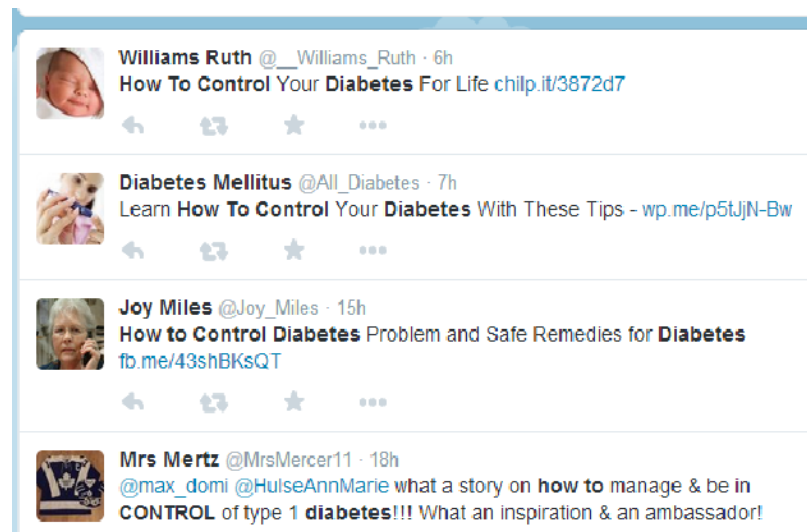 Williams Ruth @__Williams_Ruth · 6h
How To Control Your Diabetes For Life chilp.it/3872d7
Diabetes Mellitus @All_Diabetes · 7h
Learn How To Control Your Diabetes With These Tips - wp.me/p5tJjN-Bw
Joy Miles @Joy_Miles · 15h
How to Control Diabetes Problem and Safe Remedies for Diabetes
fb.me/43shBKsQT
Mrs Mertz @MrsMercer11 · 18h
@max_domi @HulseAnnMarie what a story on how to manage & be in
CONTROL of type 1 diabetes!!! What an inspiration & an ambassador!